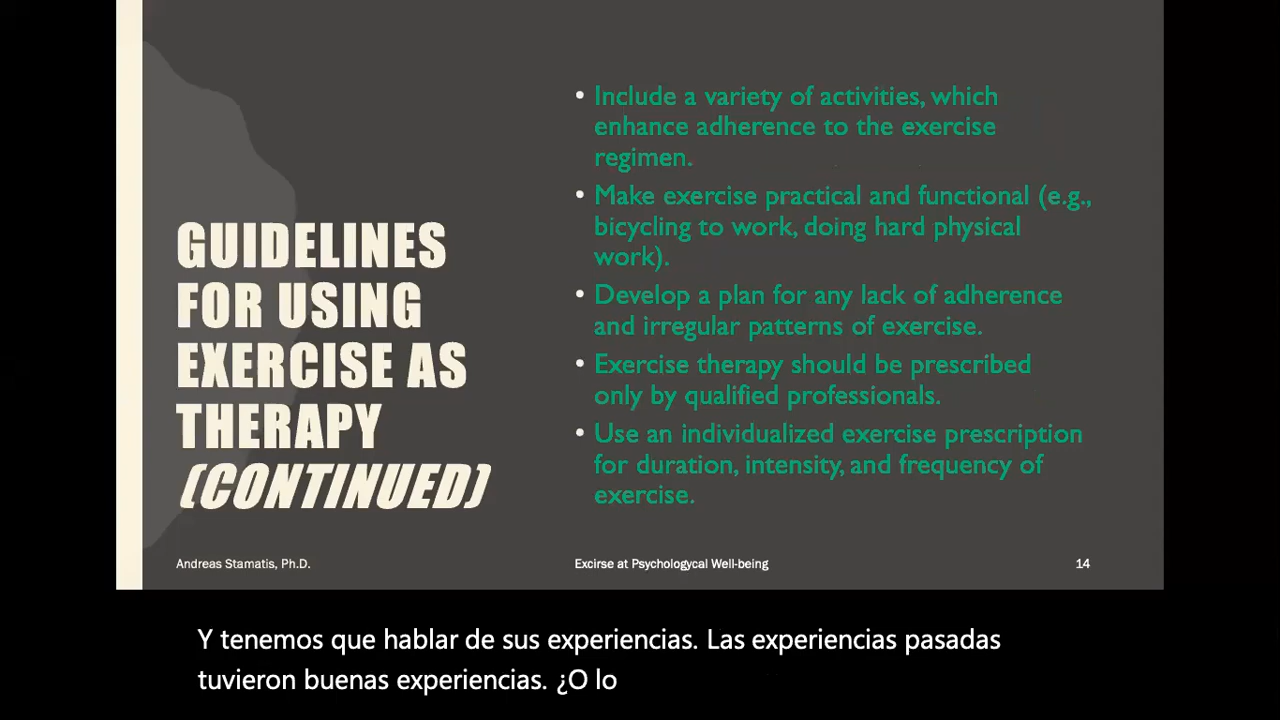 GUIDELINES
FOR USING
EXERCISE AS
THERAPY
(CONTINUED)
• Include a variety of activities, which
enhance adherence to the exercise
regimen.
• Make exercise practical and functional (e.g.,
bicycling to work, doing hard physical
work).
• Develop a plan for any lack of adherence
and irregular patterns of exercise.
• Exercise therapy should be prescribed
only by qualified professionals.
• Use an individualized exercise prescription
for duration, intensity, and frequency of
exercise.
Andreas Stamatis, Ph.D.
Excirse at Psychologycal Well-being
14
Y tenemos que hablar de sus experiencias. Las experiencias pasadas
tuvieron buenas experiencias. ¿O lo